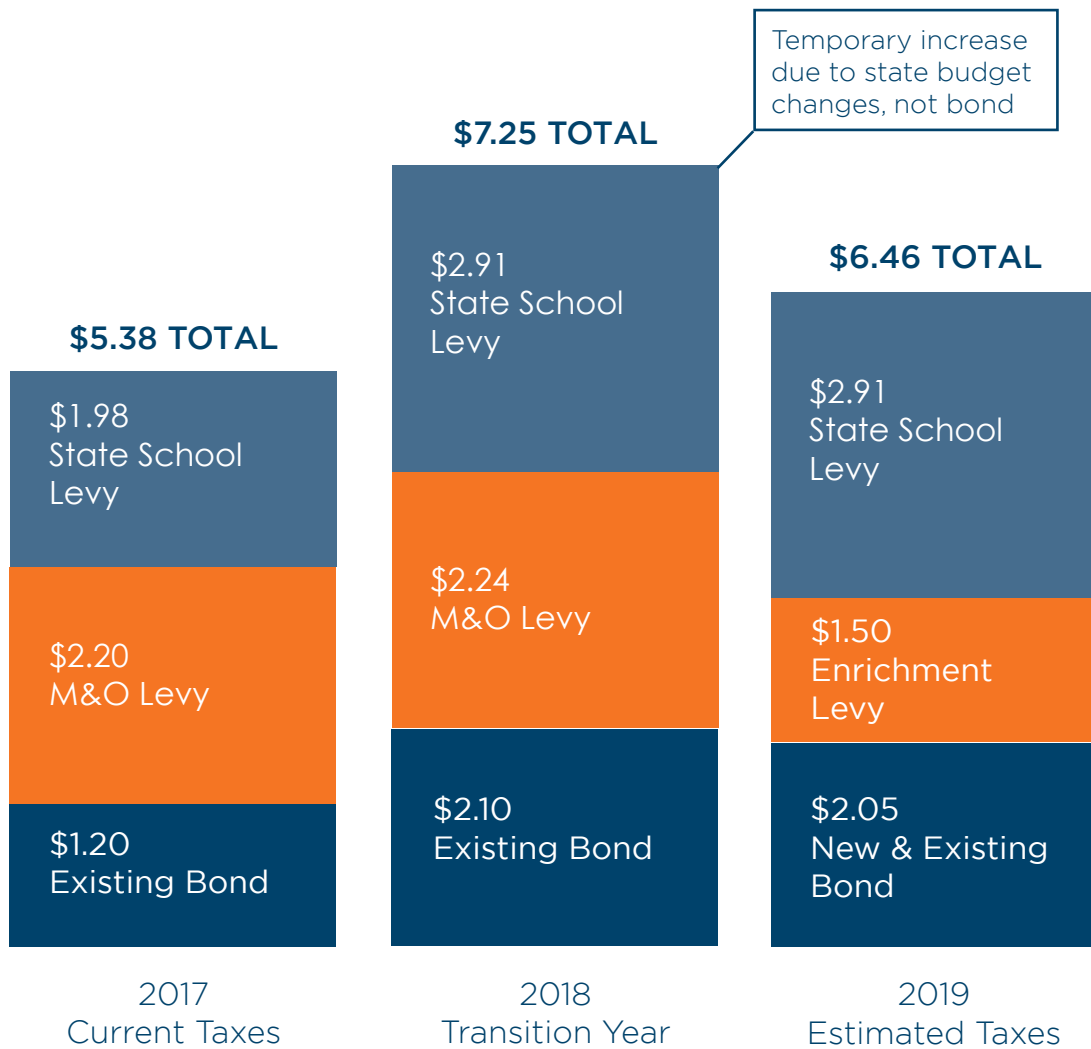 Temporary increase
due to state budget
changes, not bond
$5.38 TOTAL
$1.98
State School
Levy
$2.20
M&O Levy
$1.20
Existing Bond
2017
Current Taxes
$7.25 TOTAL
$2.91
State School
Levy
$2.24
M&O Levy
$2.10
Existing Bond
2018
Transition Year
$6.46 TOTAL
$2.91
State School
Levy
$1.50
Enrichment
Levy
$2.05
New & Existing
Bond
2019
Estimated Taxes